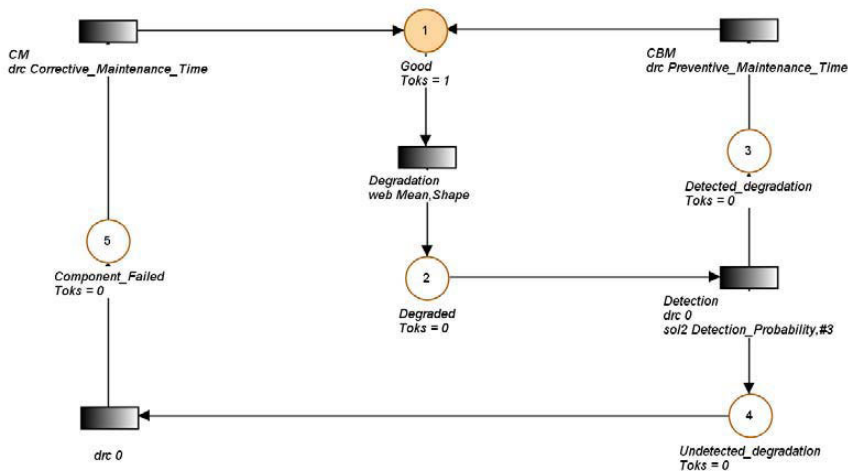 1
CM
drc Corrective_Maintenance_Time
Good
Toks = 1
CBM
drc Preventive_Maintenance_Time
3
Degradation
web Mean,Shape
Detected_degradation
Toks = 0
5
Component_Failed
Toks = 0
2
Degraded
Toks = 0
Detection
drc 0
sol2 Detection_Probability,#3
4
drc 0
Undetected_degradation
Toks = 0